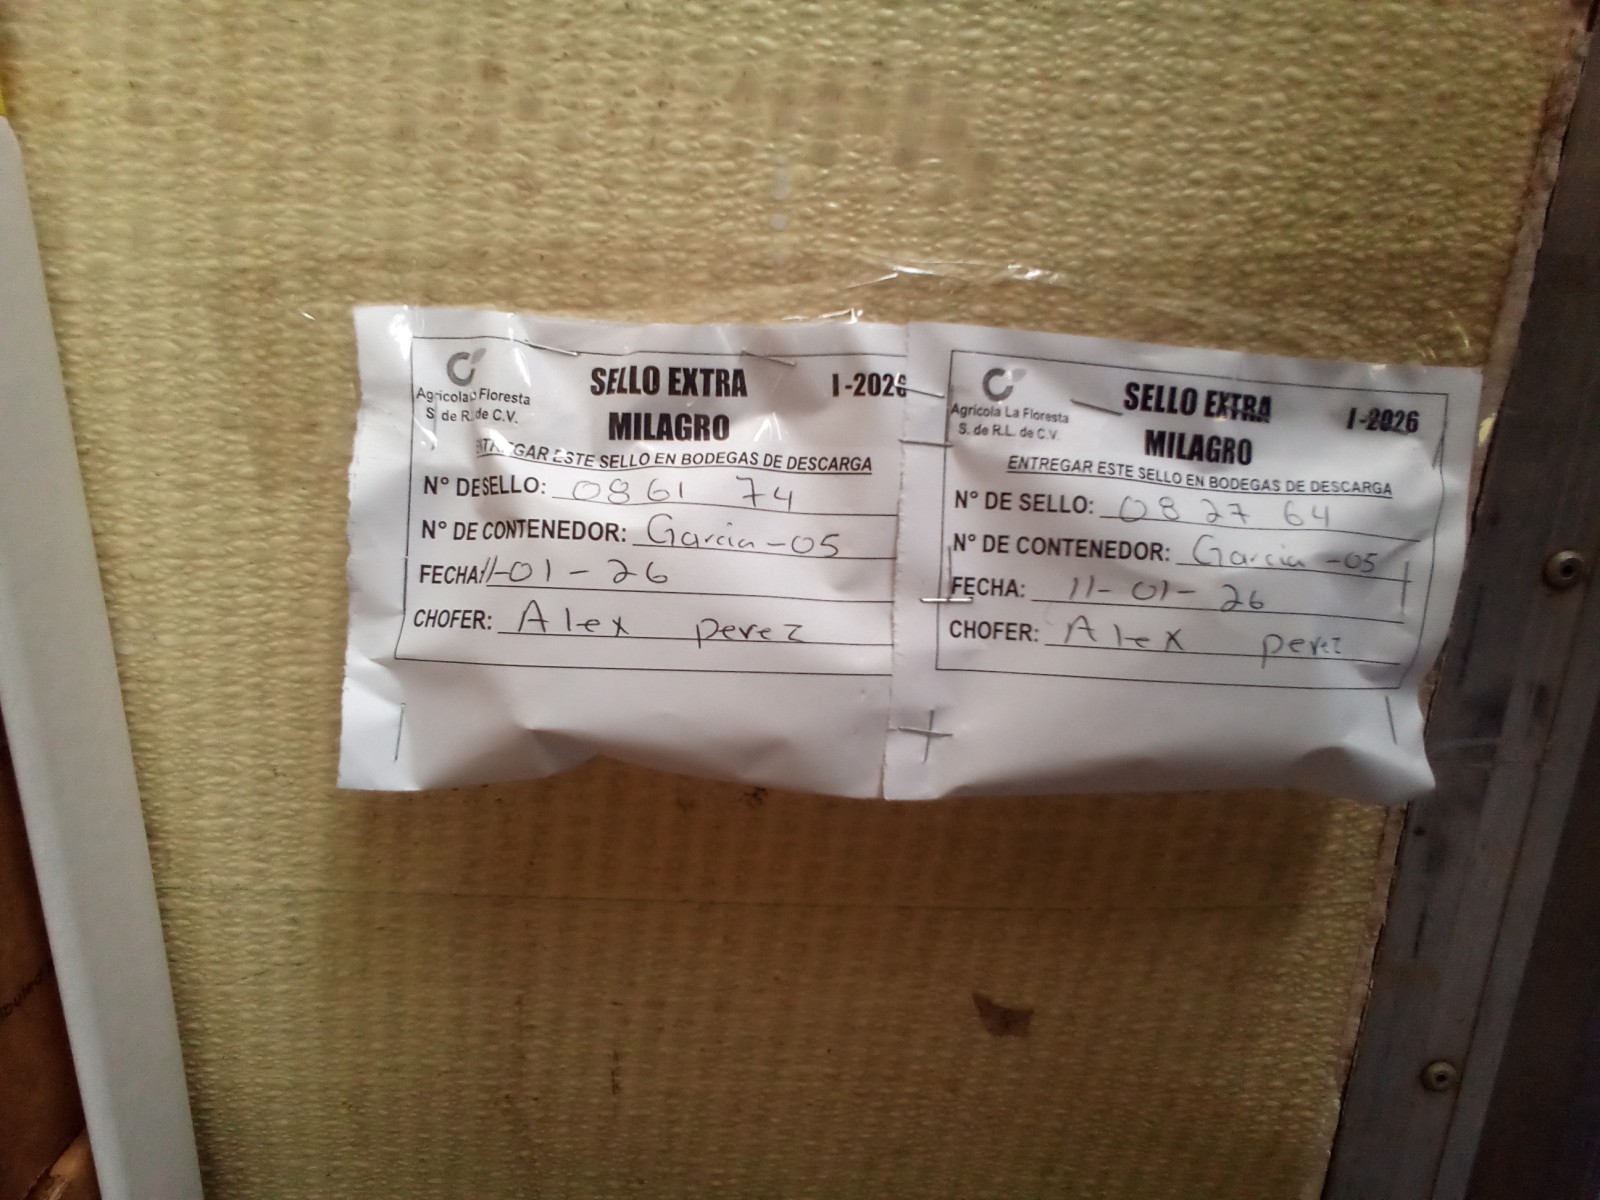 Agricola La Floresta
S. de R.L. de C.V.
SELLO EXTRA
MILAGRO
I-2026
ENTREGAR ESTE SELLO EN BODEGAS DE DESCARGA
N° DE SELLO: 0861 74
N° DE CONTENEDOR: Garcia-05
FECHA: 11-01-26
CHOFER: Alex perez
Agricola La Floresta
S. de R.L. de C.V.
SELLO EXTRA
MILAGRO
I-2026
ENTREGAR ESTE SELLO EN BODEGAS DE DESCARGA
N° DE SELLO: 08 27 64
N° DE CONTENEDOR: Garcia-05
FECHA: 11-01-26
CHOFER: Alex perez